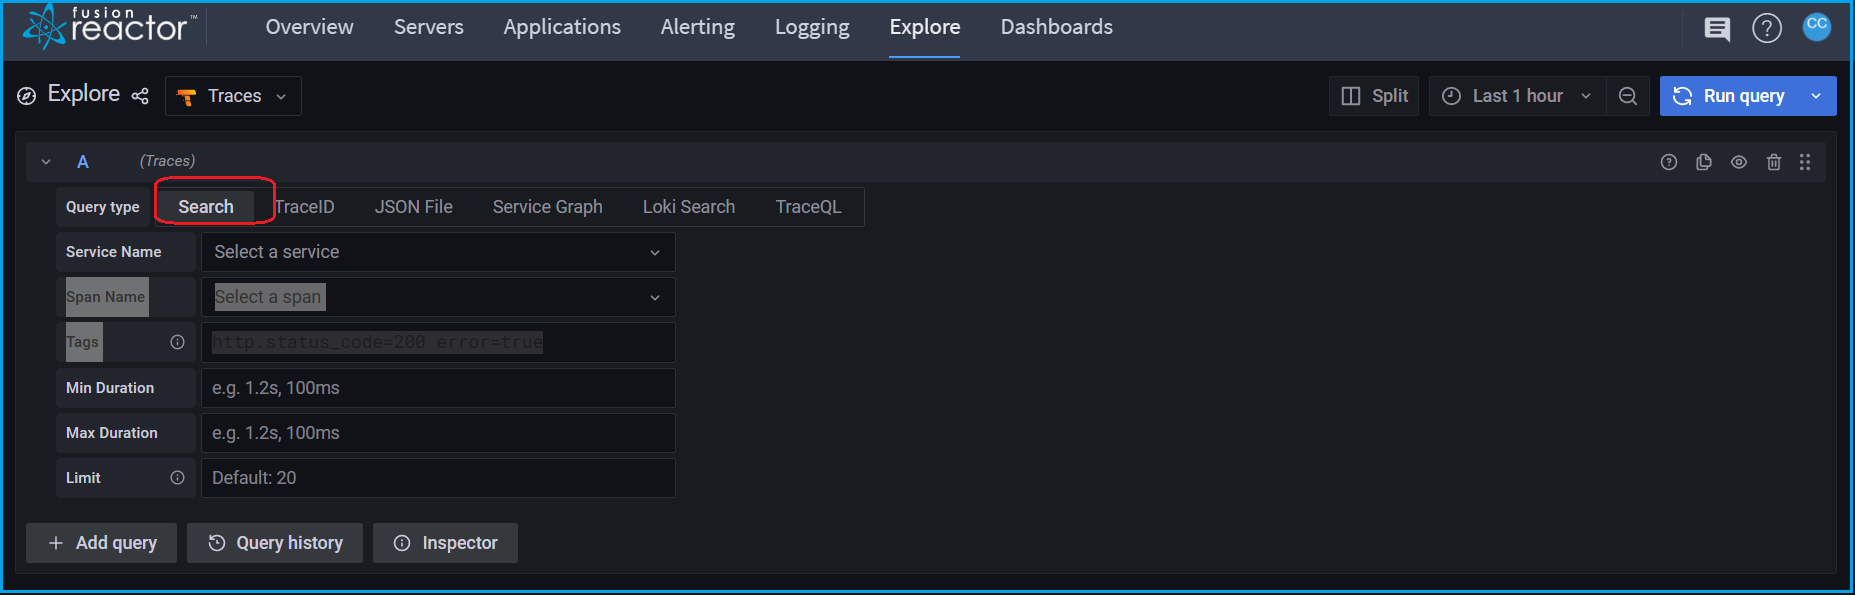 fusion
reactor™
Overview Servers Applications Alerting Logging Explore Dashboards
? CC
Explore Traces Split Last 1 hour Run query
A (Traces)
Query type Search TraceID JSON File Service Graph Loki Search TraceQL
Service Name Select a service
Span Name Select a span
Tags http.status_code=200 error=true
Min Duration e.g. 1.2s, 100ms
Max Duration e.g. 1.2s, 100ms
Limit Default: 20
+ Add query Query history Inspector